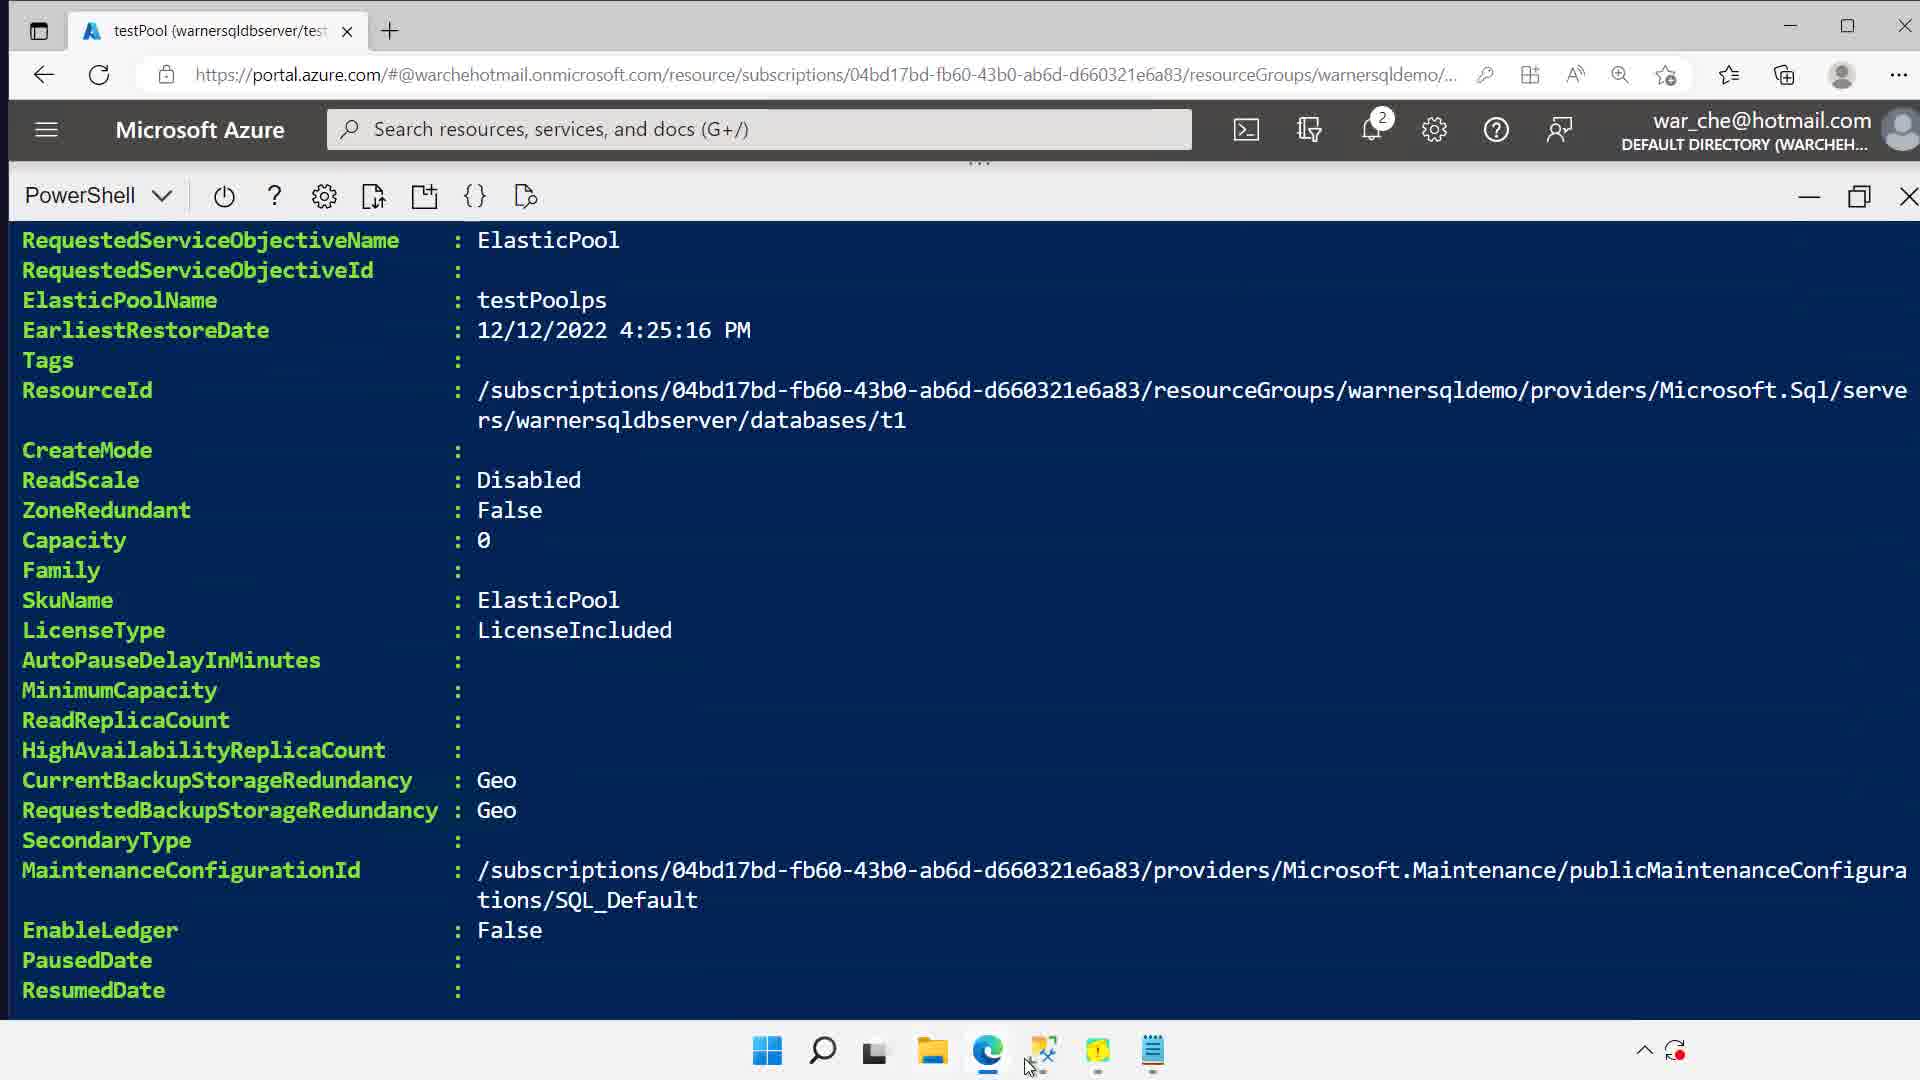 testPool (warnersqldbserver/test
https://portal.azure.com/#@warchehotmail.onmicrosoft.com/resource/subscriptions/04bd17bd-fb60-43b0-ab6d-d660321e6a83/resourceGroups/warnersqldemo/...
Microsoft Azure
Search resources, services, and docs (G+/)
2
war_che@hotmail.com
DEFAULT DIRECTORY (WARCHEH...
PowerShell
RequestedServiceObjectiveName : ElasticPool
RequestedServiceObjectiveId :
ElasticPoolName : testPoolps
EarliestRestoreDate : 12/12/2022 4:25:16 PM
Tags :
ResourceId : /subscriptions/04bd17bd-fb60-43b0-ab6d-d660321e6a83/resourceGroups/warnersqldemo/providers/Microsoft.Sql/serve
rs/warnersqldbserver/databases/t1
CreateMode :
ReadScale : Disabled
ZoneRedundant : False
Capacity : 0
Family :
SkuName : ElasticPool
LicenseType : LicenseIncluded
AutoPauseDelayInMinutes :
MinimumCapacity :
ReadReplicaCount :
HighAvailabilityReplicaCount :
CurrentBackupStorageRedundancy : Geo
RequestedBackupStorageRedundancy : Geo
SecondaryType :
MaintenanceConfigurationId : /subscriptions/04bd17bd-fb60-43b0-ab6d-d660321e6a83/providers/Microsoft.Maintenance/publicMaintenanceConfigura
tions/SQL_Default
EnableLedger : False
PausedDate :
ResumedDate :